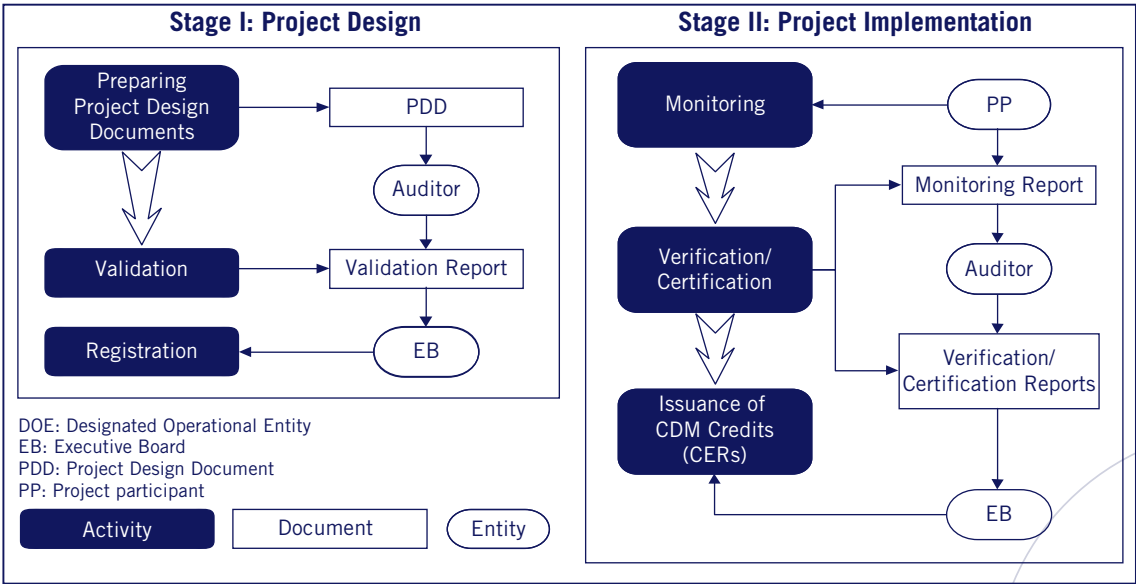 Stage I: Project Design
Preparing
Project Design
Documents
PDD
Auditor
Validation
Validation Report
Registration
EB
DOE: Designated Operational Entity
EB: Executive Board
PDD: Project Design Document
PP: Project participant
Activity
Document
Entity
Stage II: Project Implementation
Monitoring
PP
Monitoring Report
Verification/
Certification
Auditor
Verification/
Certification Reports
Issuance of
CDM Credits
(CERs)
EB